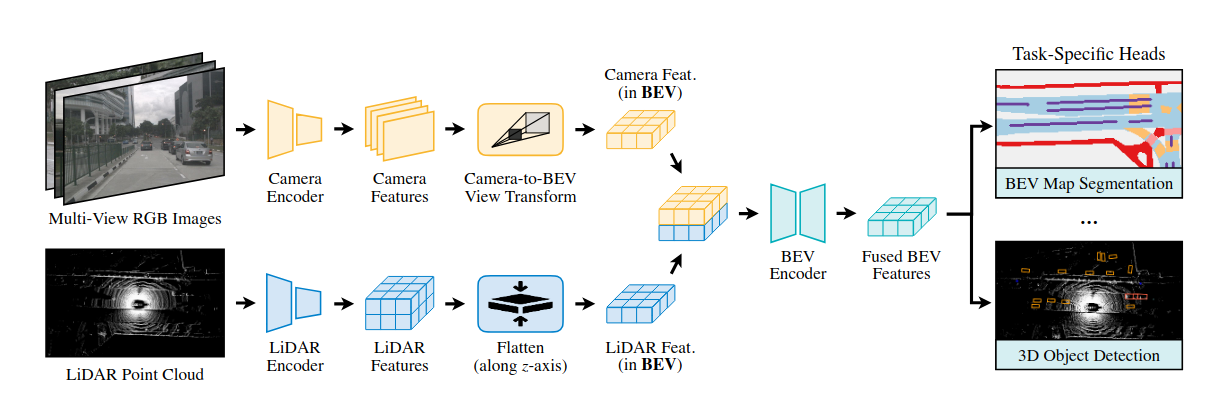 Task-Specific Heads
Camera Feat.
(in BEV)
Camera
Encoder
Camera
Features
Camera-to-BEV
View Transform
BEV Map Segmentation
Multi-View RGB Images
...
BEV
Encoder
Fused BEV
Features
LiDAR
Encoder
LiDAR
Features
Flatten
(along z-axis)
LiDAR Feat.
(in BEV)
3D Object Detection
LiDAR Point Cloud